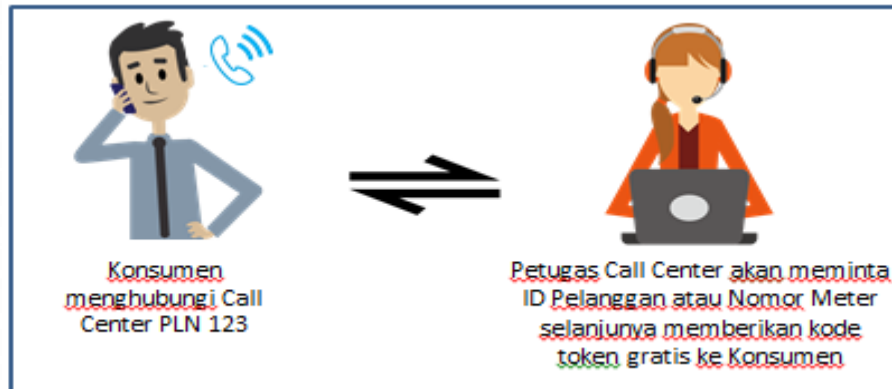 Konsumen
menghubungi Call
Center PLN 123
Petugas Call Center akan meminta
ID Pelanggan atau Nomor Meter
selanjunya memberikan kode
token gratis ke Konsumen